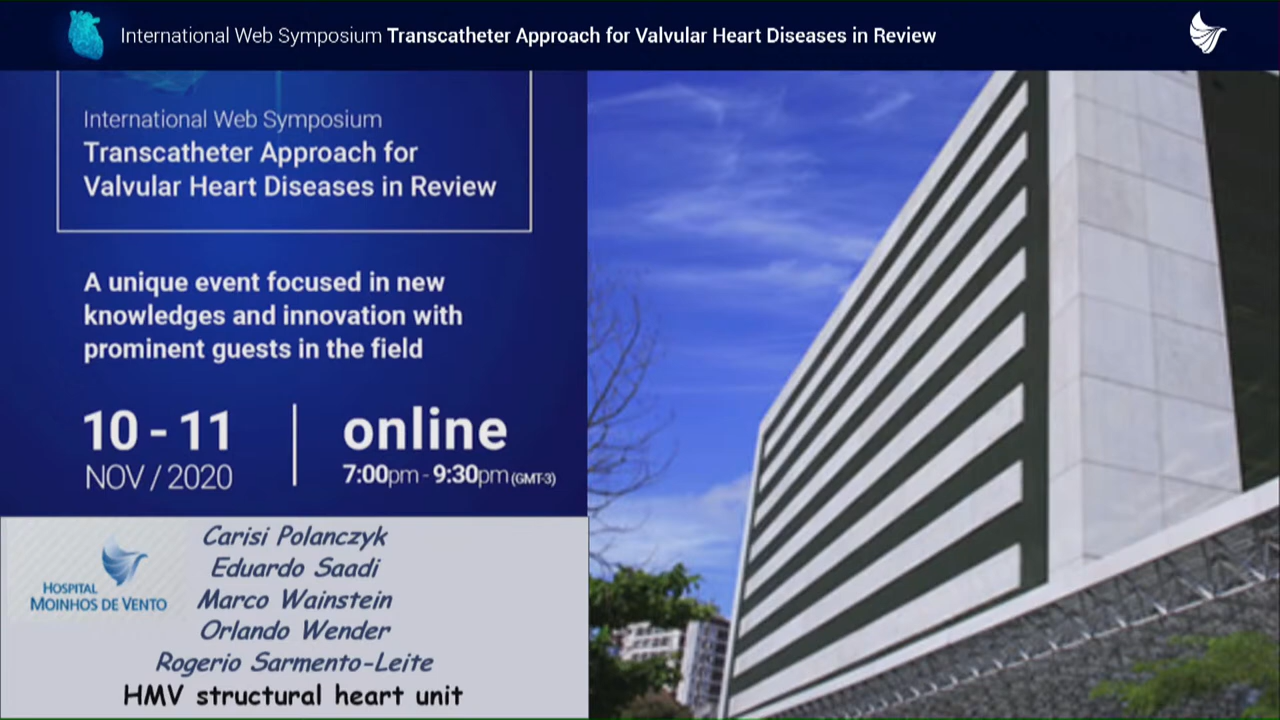 International Web Symposium Transcatheter Approach for Valvular Heart Diseases in Review
International Web Symposium
Transcatheter Approach for
Valvular Heart Diseases in Review
A unique event focused in new
knowledges and innovation with
prominent guests in the field
10 - 11
NOV / 2020
online
7:00pm - 9:30pm (GMT-3)
HOSPITAL
MOINHOS DE VENTO
Carisi Polanczyk
Eduardo Saadi
Marco Wainstein
Orlando Wender
Rogerio Sarmento-Leite
HMV structural heart unit